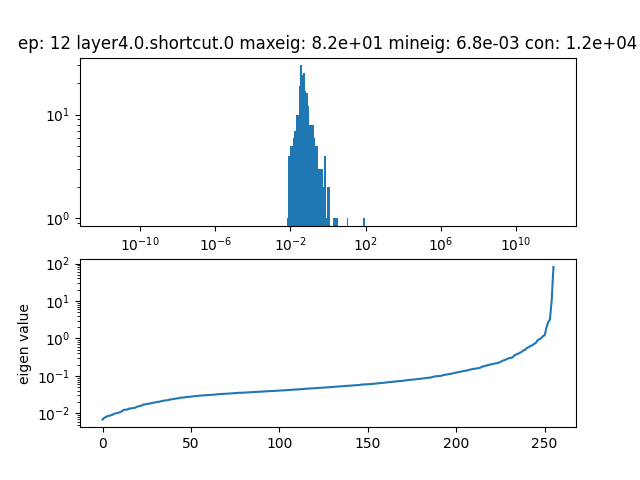 ep: 12 layer4.0.shortcut.0 maxeig: 8.2e+01 mineig: 6.8e-03 con: 1.2e+04
10¹
10⁰
10⁻¹⁰ 10⁻⁶ 10⁻² 10² 10⁶ 10¹⁰
10²
10¹
10⁰
10⁻¹
10⁻²
eigen value
0 50 100 150 200 250